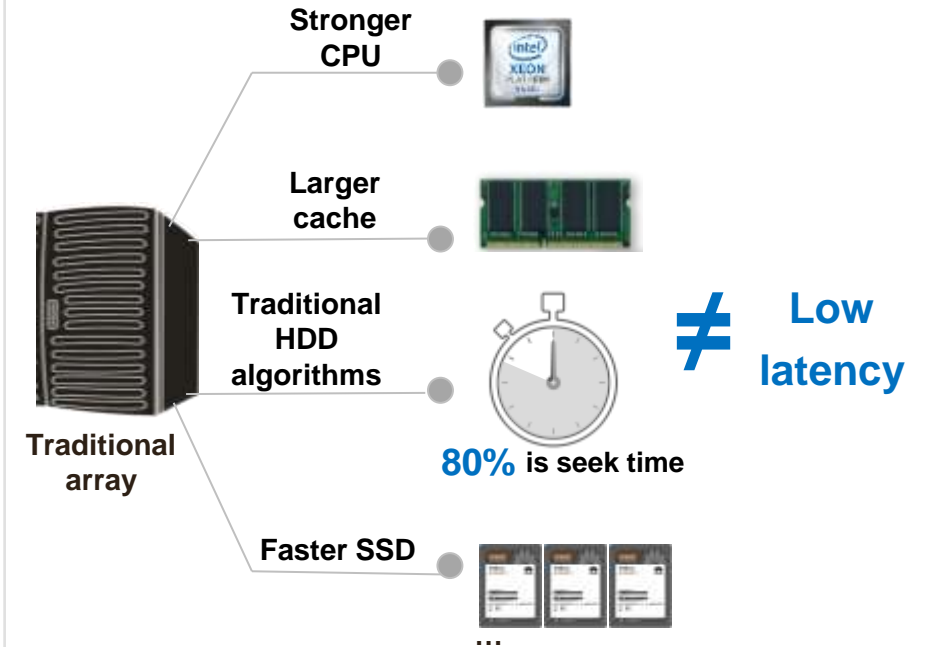 Stronger
CPU
intel
XEON
PLATINUM
Larger
cache
Traditional
HDD
algorithms
≠
Low
latency
Traditional
array
80% is seek time
Faster SSD
...